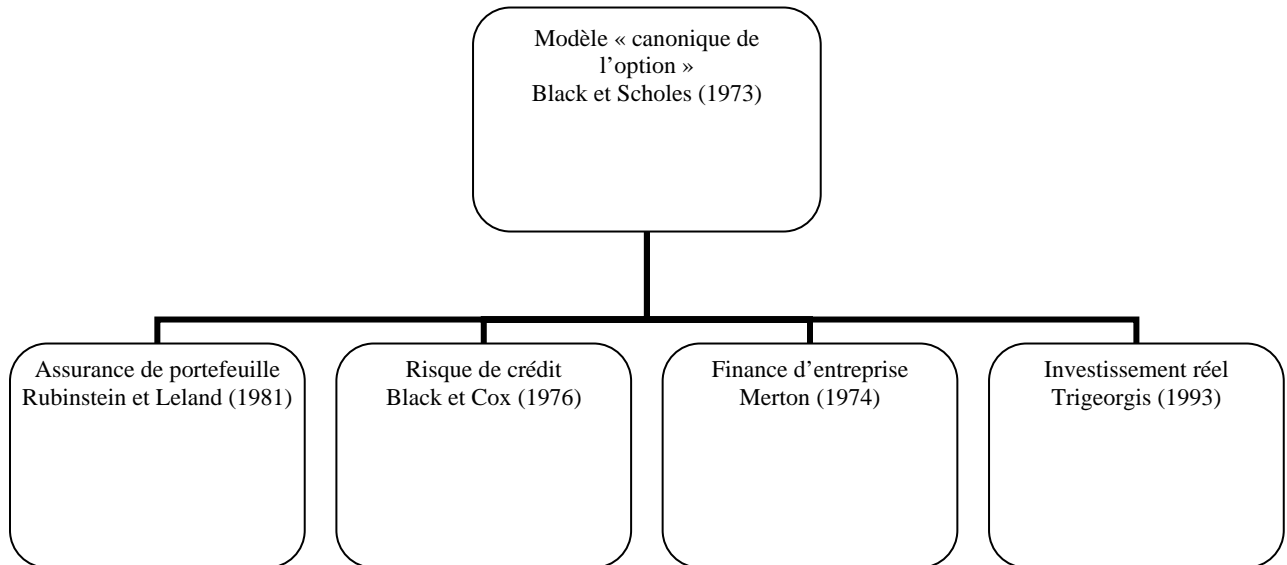 Modèle « canonique de
l’option »
Black et Scholes (1973)
Assurance de portefeuille
Rubinstein et Leland (1981)
Risque de crédit
Black et Cox (1976)
Finance d’entreprise
Merton (1974)
Investissement réel
Trigeorgis (1993)